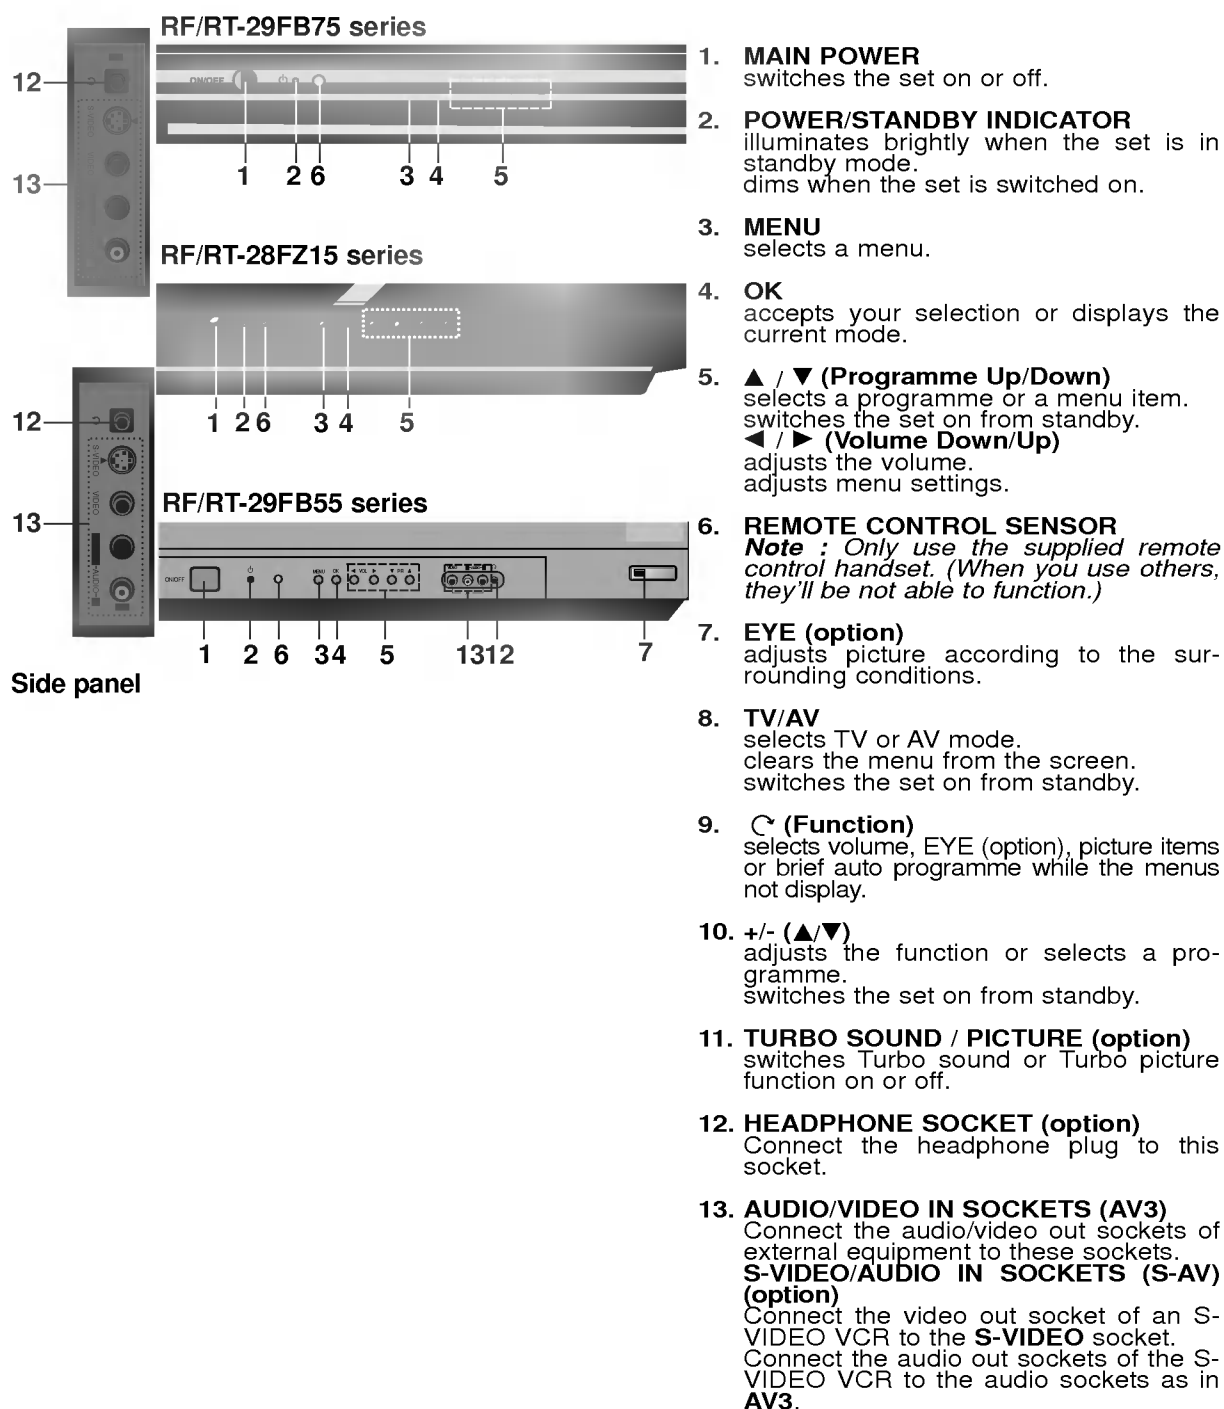 RF/RT-29FB75 series
12
13
ON/OFF
1 2 6 3 4 5
RF/RT-28FZ15 series
1 2 6 3 4 5
12
13
S-VIDEO
VIDEO
AUDIO
RF/RT-29FB55 series
ON/OFF
MENU OK VOL PR
1 2 6 3 4 5 13 12 7
Side panel
1. MAIN POWER
switches the set on or off.
2. POWER/STANDBY INDICATOR
illuminates brightly when the set is in
standby mode.
dims when the set is switched on.
3. MENU
selects a menu.
4. OK
accepts your selection or displays the
current mode.
5. ▲ / ▼ (Programme Up/Down)
selects a programme or a menu item.
switches the set on from standby.
◀ / ▶ (Volume Down/Up)
adjusts the volume.
adjusts menu settings.
6. REMOTE CONTROL SENSOR
Note : Only use the supplied remote
control handset. (When you use others,
they'll be not able to function.)
7. EYE (option)
adjusts picture according to the sur-
rounding conditions.
8. TV/AV
selects TV or AV mode.
clears the menu from the screen.
switches the set on from standby.
9. (Function)
selects volume, EYE (option), picture items
or brief auto programme while the menus
not display.
10. +/- (▲/▼)
adjusts the function or selects a pro-
gramme.
switches the set on from standby.
11. TURBO SOUND / PICTURE (option)
switches Turbo sound or Turbo picture
function on or off.
12. HEADPHONE SOCKET (option)
Connect the headphone plug to this
socket.
13. AUDIO/VIDEO IN SOCKETS (AV3)
Connect the audio/video out sockets of
external equipment to these sockets.
S-VIDEO/AUDIO IN SOCKETS (S-AV)
(option)
Connect the video out socket of an S-
VIDEO VCR to the S-VIDEO socket.
Connect the audio out sockets of the S-
VIDEO VCR to the audio sockets as in
AV3.